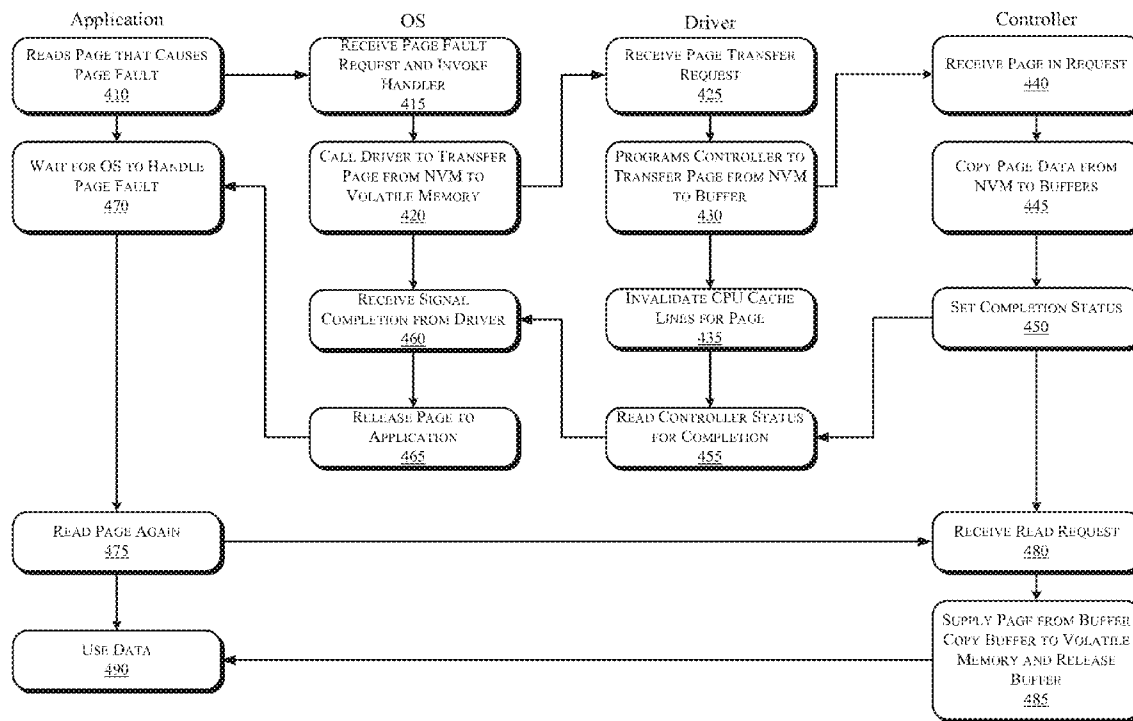 Application
OS
Driver
Controller
READS PAGE THAT CAUSES
PAGE FAULT
410
RECEIVE PAGE FAULT
REQUEST AND INVOKE
HANDLER
415
RECEIVE PAGE TRANSFER
REQUEST
425
RECEIVE PAGE IN REQUEST
440
WAIT FOR OS TO HANDLE
PAGE FAULT
470
CALL DRIVER TO TRANSFER
PAGE FROM NVM TO
VOLATILE MEMORY
420
PROGRAMS CONTROLLER TO
TRANSFER PAGE FROM NVM
TO BUFFER
430
COPY PAGE DATA FROM
NVM TO BUFFERS
445
RECEIVE SIGNAL
COMPLETION FROM DRIVER
460
INVALIDATE CPU CACHE
LINES FOR PAGE
435
SET COMPLETION STATUS
450
RELEASE PAGE TO
APPLICATION
465
READ CONTROLLER STATUS
FOR COMPLETION
455
READ PAGE AGAIN
475
RECEIVE READ REQUEST
480
USE DATA
490
SUPPLY PAGE FROM BUFFER
COPY BUFFER TO VOLATILE
MEMORY AND RELEASE
BUFFER
485